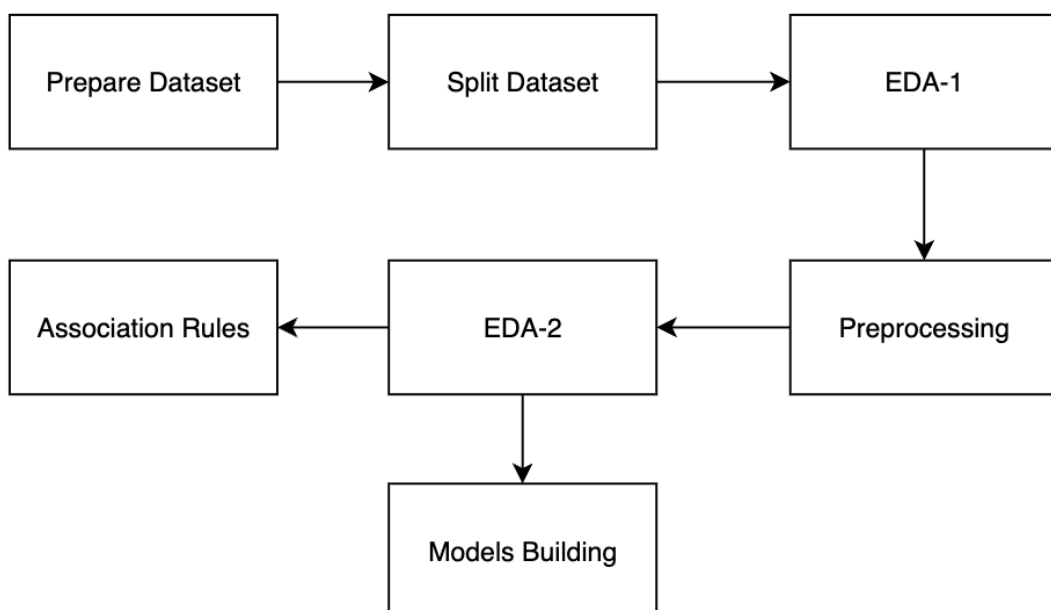 Prepare Dataset
Split Dataset
EDA-1
Association Rules
EDA-2
Preprocessing
Models Building